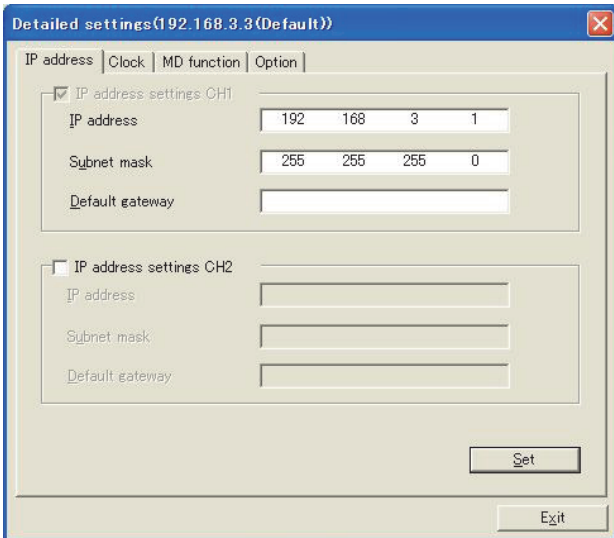 Detailed settings(192.168.3.3(Default))
IP address Clock MD function Option
IP address settings CH1
IP address 192 168 3 1
Subnet mask 255 255 255 0
Default gateway
IP address settings CH2
IP address
Subnet mask
Default gateway
Set
Exit